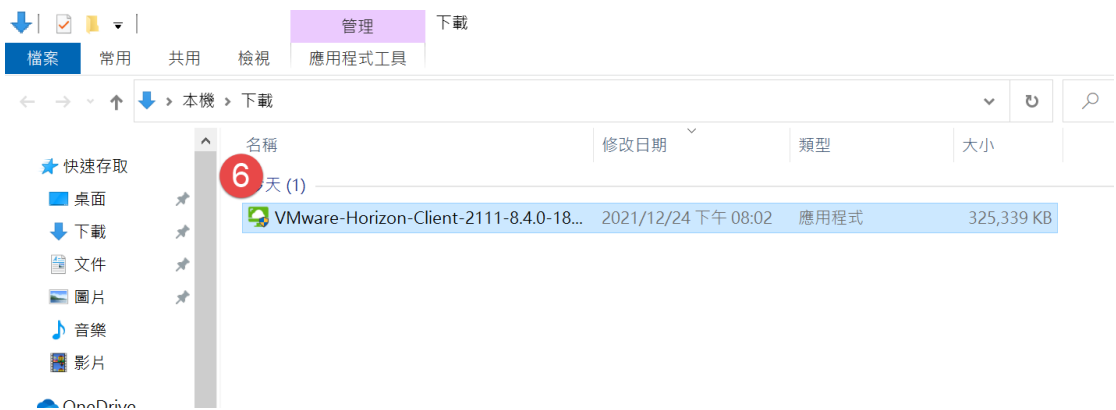 管理 下載
檔案 常用 共用 檢視 應用程式工具
本機 下載
名稱 修改日期 類型 大小
快速存取
6 天 (1)
桌面
VMware-Horizon-Client-2111-8.4.0-18... 2021/12/24 下午 08:02 應用程式 325,339 KB
下載
文件
圖片
音樂
影片
OneDrive